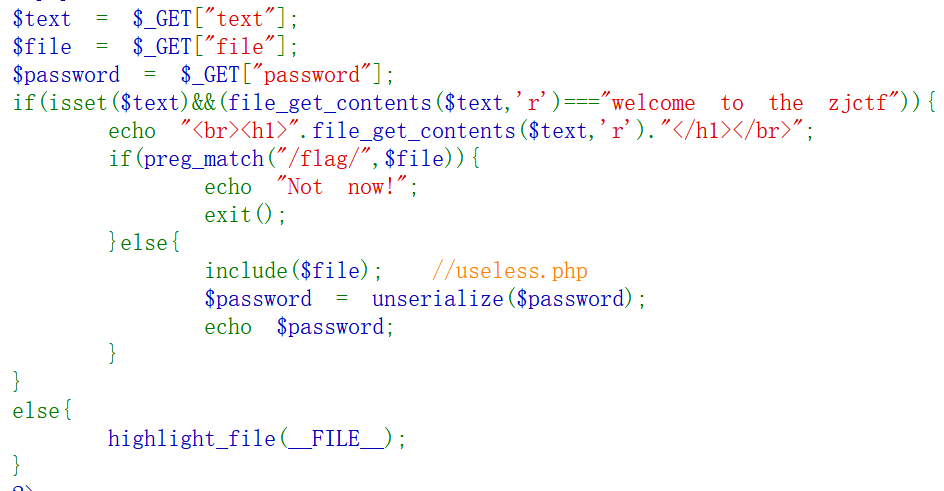 $text = $_GET["text"];
$file = $_GET["file"];
$password = $_GET["password"];
if(isset($text)&&(file_get_contents($text,'r')==="welcome to the zjctf")){
echo "<br><h1>".file_get_contents($text,'r')."</h1></br>";
if(preg_match("/flag/",$file)){
echo "Not now!";
exit();
}else{
include($file); //useless.php
$password = unserialize($password);
echo $password;
}
}
else{
highlight_file(__FILE__);
}